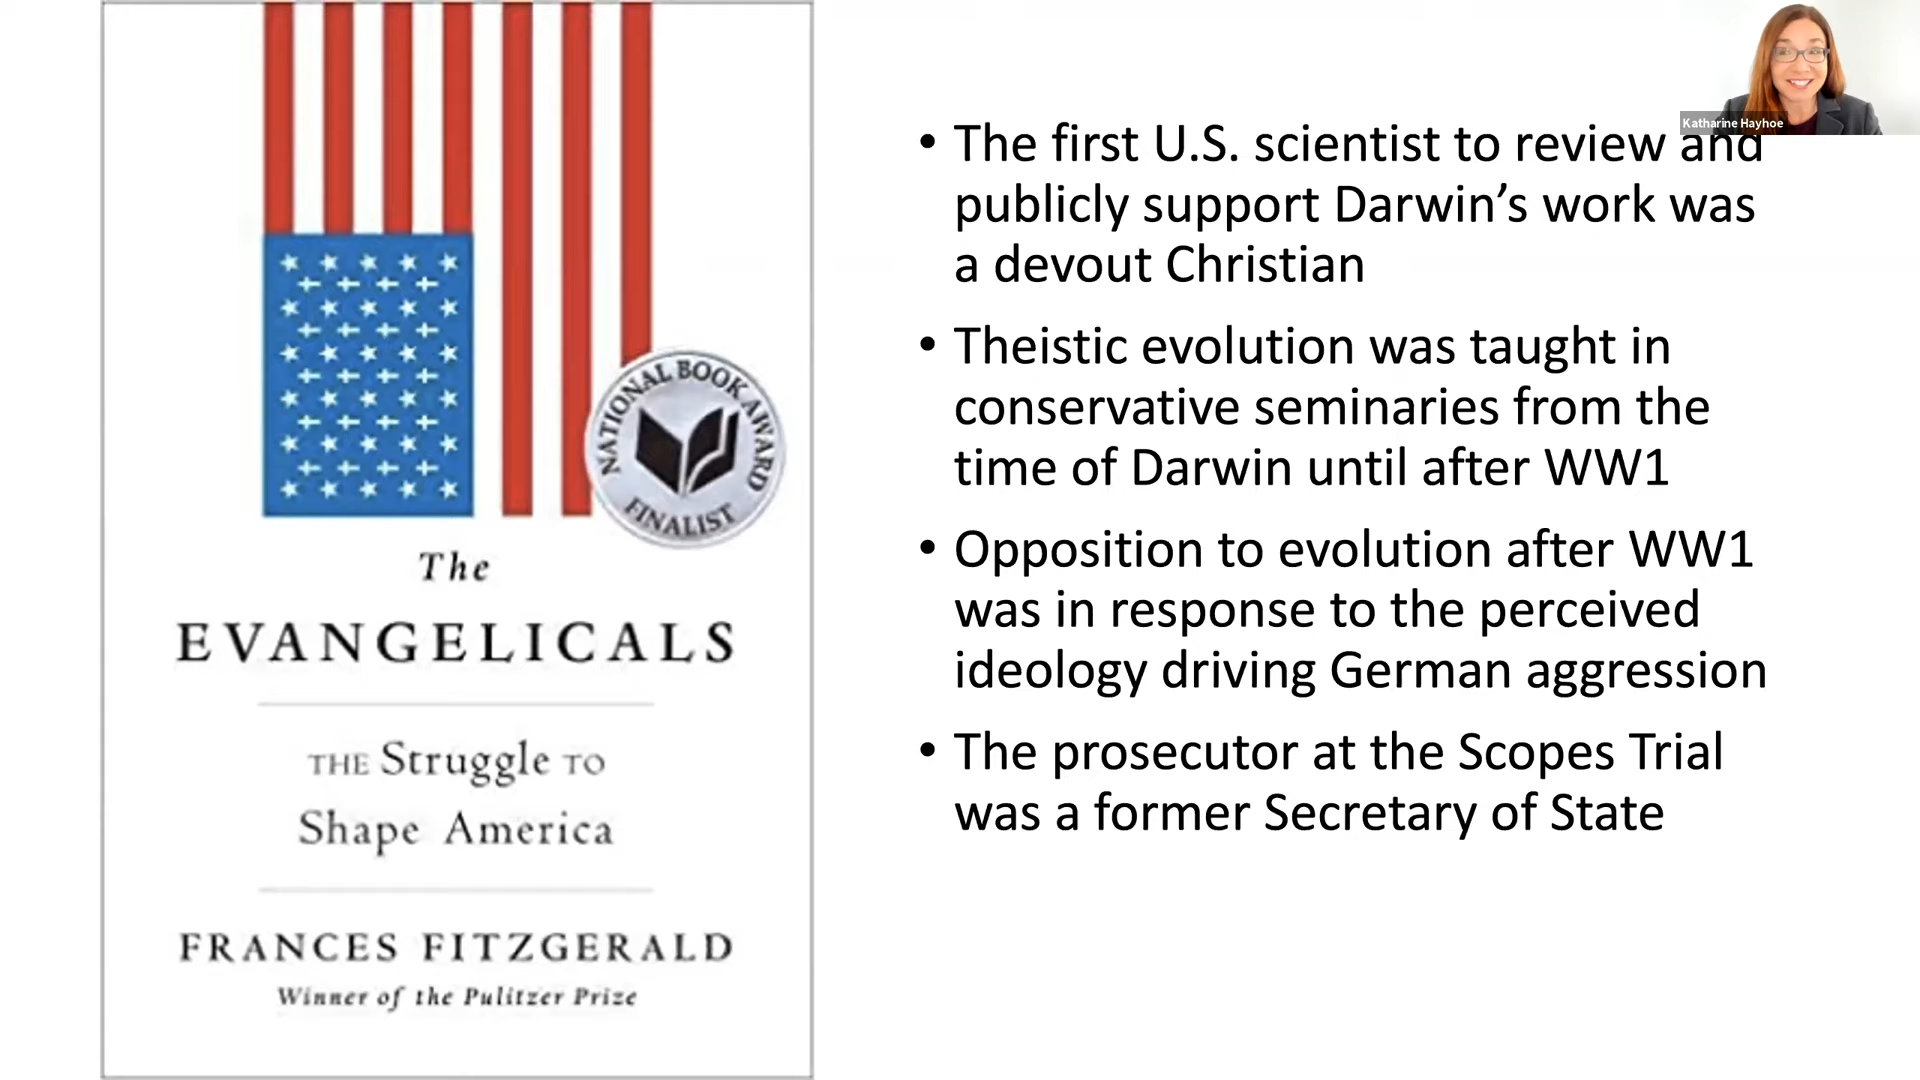 NATIONAL BOOK AWARD
FINALIST
The
EVANGELICALS
THE Struggle TO
Shape America
FRANCES FITZGERALD
Winner of the Pulitzer Prize
Katharine Hayhoe
• The first U.S. scientist to review and
publicly support Darwin’s work was
a devout Christian
• Theistic evolution was taught in
conservative seminaries from the
time of Darwin until after WW1
• Opposition to evolution after WW1
was in response to the perceived
ideology driving German aggression
• The prosecutor at the Scopes Trial
was a former Secretary of State